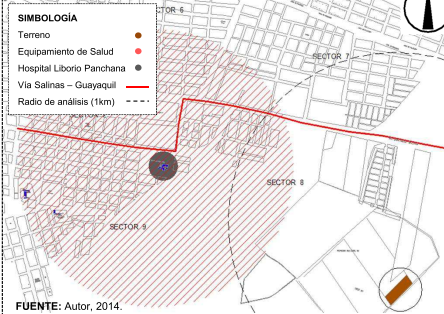 SECTOR 6
SIMBOLOGÍA
Terreno
Equipamiento de Salud
Hospital Liborio Panchana
Vía Salinas – Guayaquil
Radio de análisis (1km)
SECTOR 7
SECTOR 8
SECTOR 9
FUENTE: Autor, 2014.